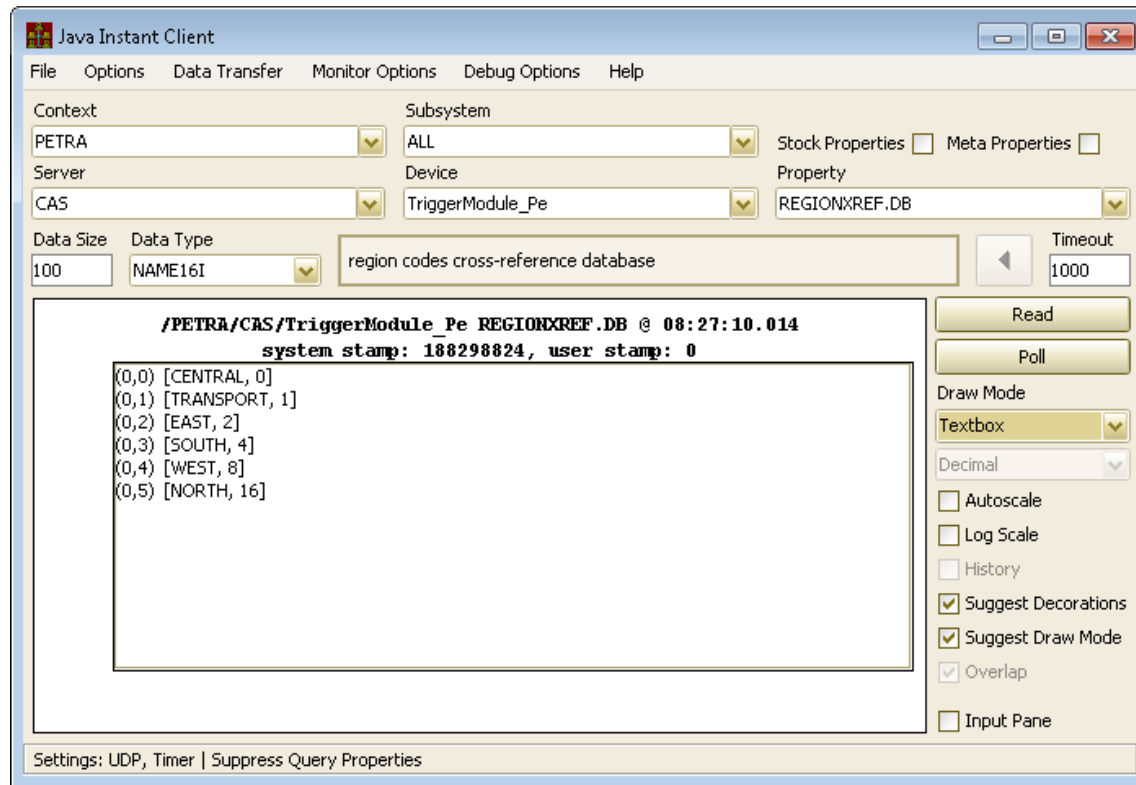 Java Instant Client
File Options Data Transfer Monitor Options Debug Options Help
Context Subsystem
PETRA ALL Stock Properties Meta Properties
Server Device Property
CAS TriggerModule_Pe REGIONXREF.DB
Data Size Data Type Timeout
100 NAME16I region codes cross-reference database 1000
/PETRA/CAS/TriggerModule_Pe REGIONXREF.DB @ 08:27:10.014
system stamp: 188298824, user stamp: 0
(0,0) [CENTRAL, 0]
(0,1) [TRANSPORT, 1]
(0,2) [EAST, 2]
(0,3) [SOUTH, 4]
(0,4) [WEST, 8]
(0,5) [NORTH, 16]
Read
Poll
Draw Mode
Textbox
Decimal
Autoscale
Log Scale
History
Suggest Decorations
Suggest Draw Mode
Overlap
Input Pane
Settings: UDP, Timer | Suppress Query Properties